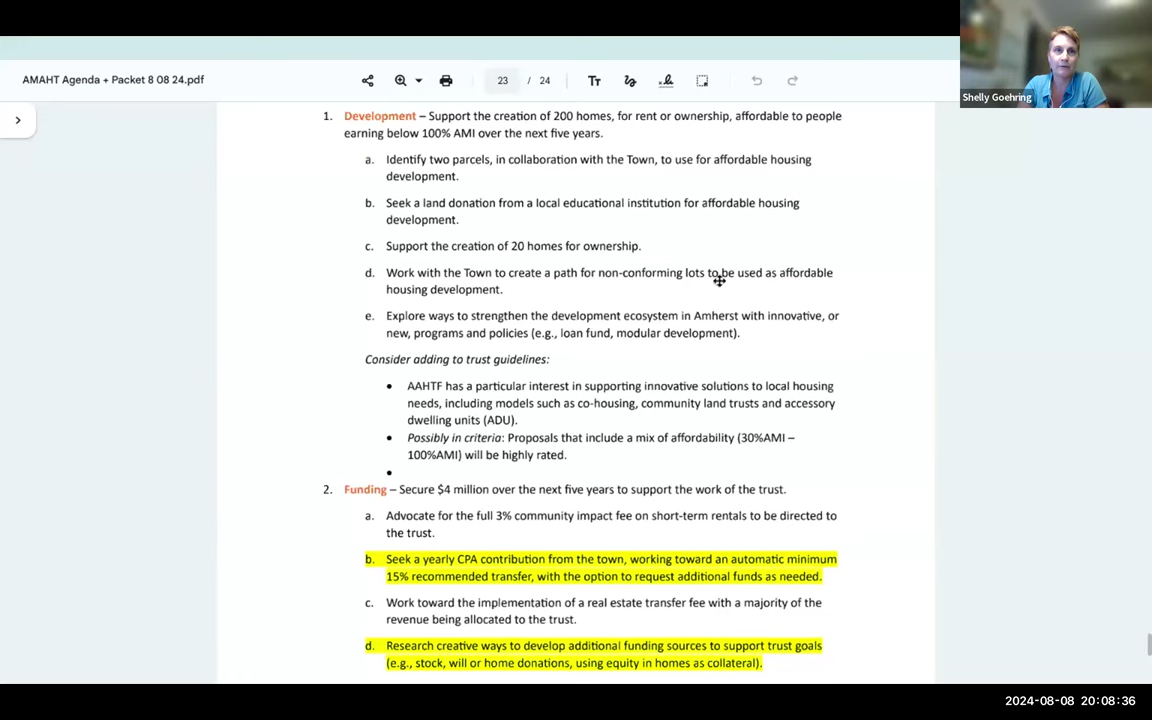 AMAHT Agenda + Packet 8 08 24.pdf
23 / 24
Shelly Goehring
1. Development – Support the creation of 200 homes, for rent or ownership, affordable to people
earning below 100% AMI over the next five years.
a. Identify two parcels, in collaboration with the Town, to use for affordable housing
development.
b. Seek a land donation from a local educational institution for affordable housing
development.
c. Support the creation of 20 homes for ownership.
d. Work with the Town to create a path for non-conforming lots to be used as affordable
housing development.
e. Explore ways to strengthen the development ecosystem in Amherst with innovative, or
new, programs and policies (e.g., loan fund, modular development).
Consider adding to trust guidelines:
• AAHTF has a particular interest in supporting innovative solutions to local housing
needs, including models such as co-housing, community land trusts and accessory
dwelling units (ADU).
• Possibly in criteria: Proposals that include a mix of affordability (30%AMI –
100%AMI) will be highly rated.
•
2. Funding – Secure $4 million over the next five years to support the work of the trust.
a. Advocate for the full 3% community impact fee on short-term rentals to be directed to
the trust.
b. Seek a yearly CPA contribution from the town, working toward an automatic minimum
15% recommended transfer, with the option to request additional funds as needed.
c. Work toward the implementation of a real estate transfer fee with a majority of the
revenue being allocated to the trust.
d. Research creative ways to develop additional funding sources to support trust goals
(e.g., stock, will or home donations, using equity in homes as collateral).
2024-08-08 20:08:36